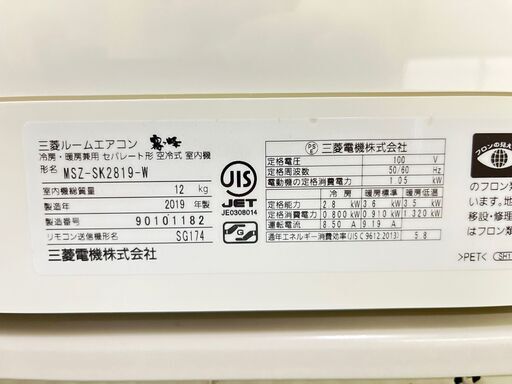 三菱ルームエアコン 霧ヶ峰
冷房・暖房兼用 セパレート形 空冷式 室内機
形名 MSZ-SK2819-W
室内機総質量 12 kg
製造年 2019 年製
製造番号 90101182
リモコン送信機形名 SG174
三菱電機株式会社
JIS
JET
JE0308014
G
PS E 三菱電機株式会社
定格電圧 100 V
定格周波数 50/60 Hz
電動機の定格消費電力 105 kW
冷房 暖房標準 暖房低温
定格能力 2.8 kW 3.6 kW 3.5 kW
定格消費電力 0.800 kW 0.910 kW 1.320 kW
運転電流 8.50 A 9.19 A
通年エネルギー消費効率(JIS C 9612:2013) 5.8
フロンの見え
のフロン類
います。地
移設・修理
はフロン類
>PET<